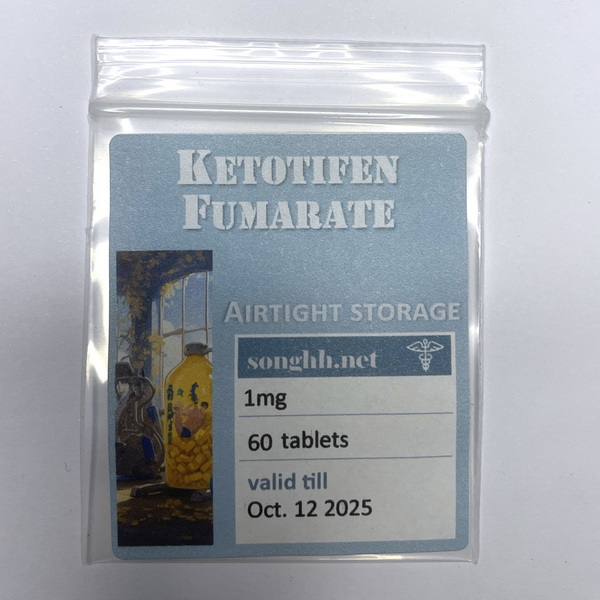 KETOTIFEN
FUMARATE
AIRTIGHT STORAGE
songhh.net
1mg
60 tablets
valid till
Oct. 12 2025